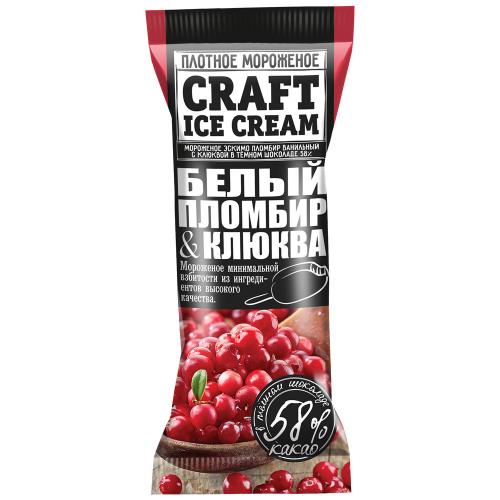 ПЛОТНОЕ МОРОЖЕНОЕ
CRAFT
ICE CREAM
МОРОЖЕНОЕ ЭСКИМО ПЛОМБИР ВАНИЛЬНЫЙ
С КЛЮКВОЙ В ТЁМНОМ ШОКОЛАДЕ 58%
БЕЛЫЙ
ПЛОМБИР
&КЛЮКВА
Мороженое минимальной
взбитости из ингреди-
ентов высокого
качества.
в тёмном шоколаде
58%
какао